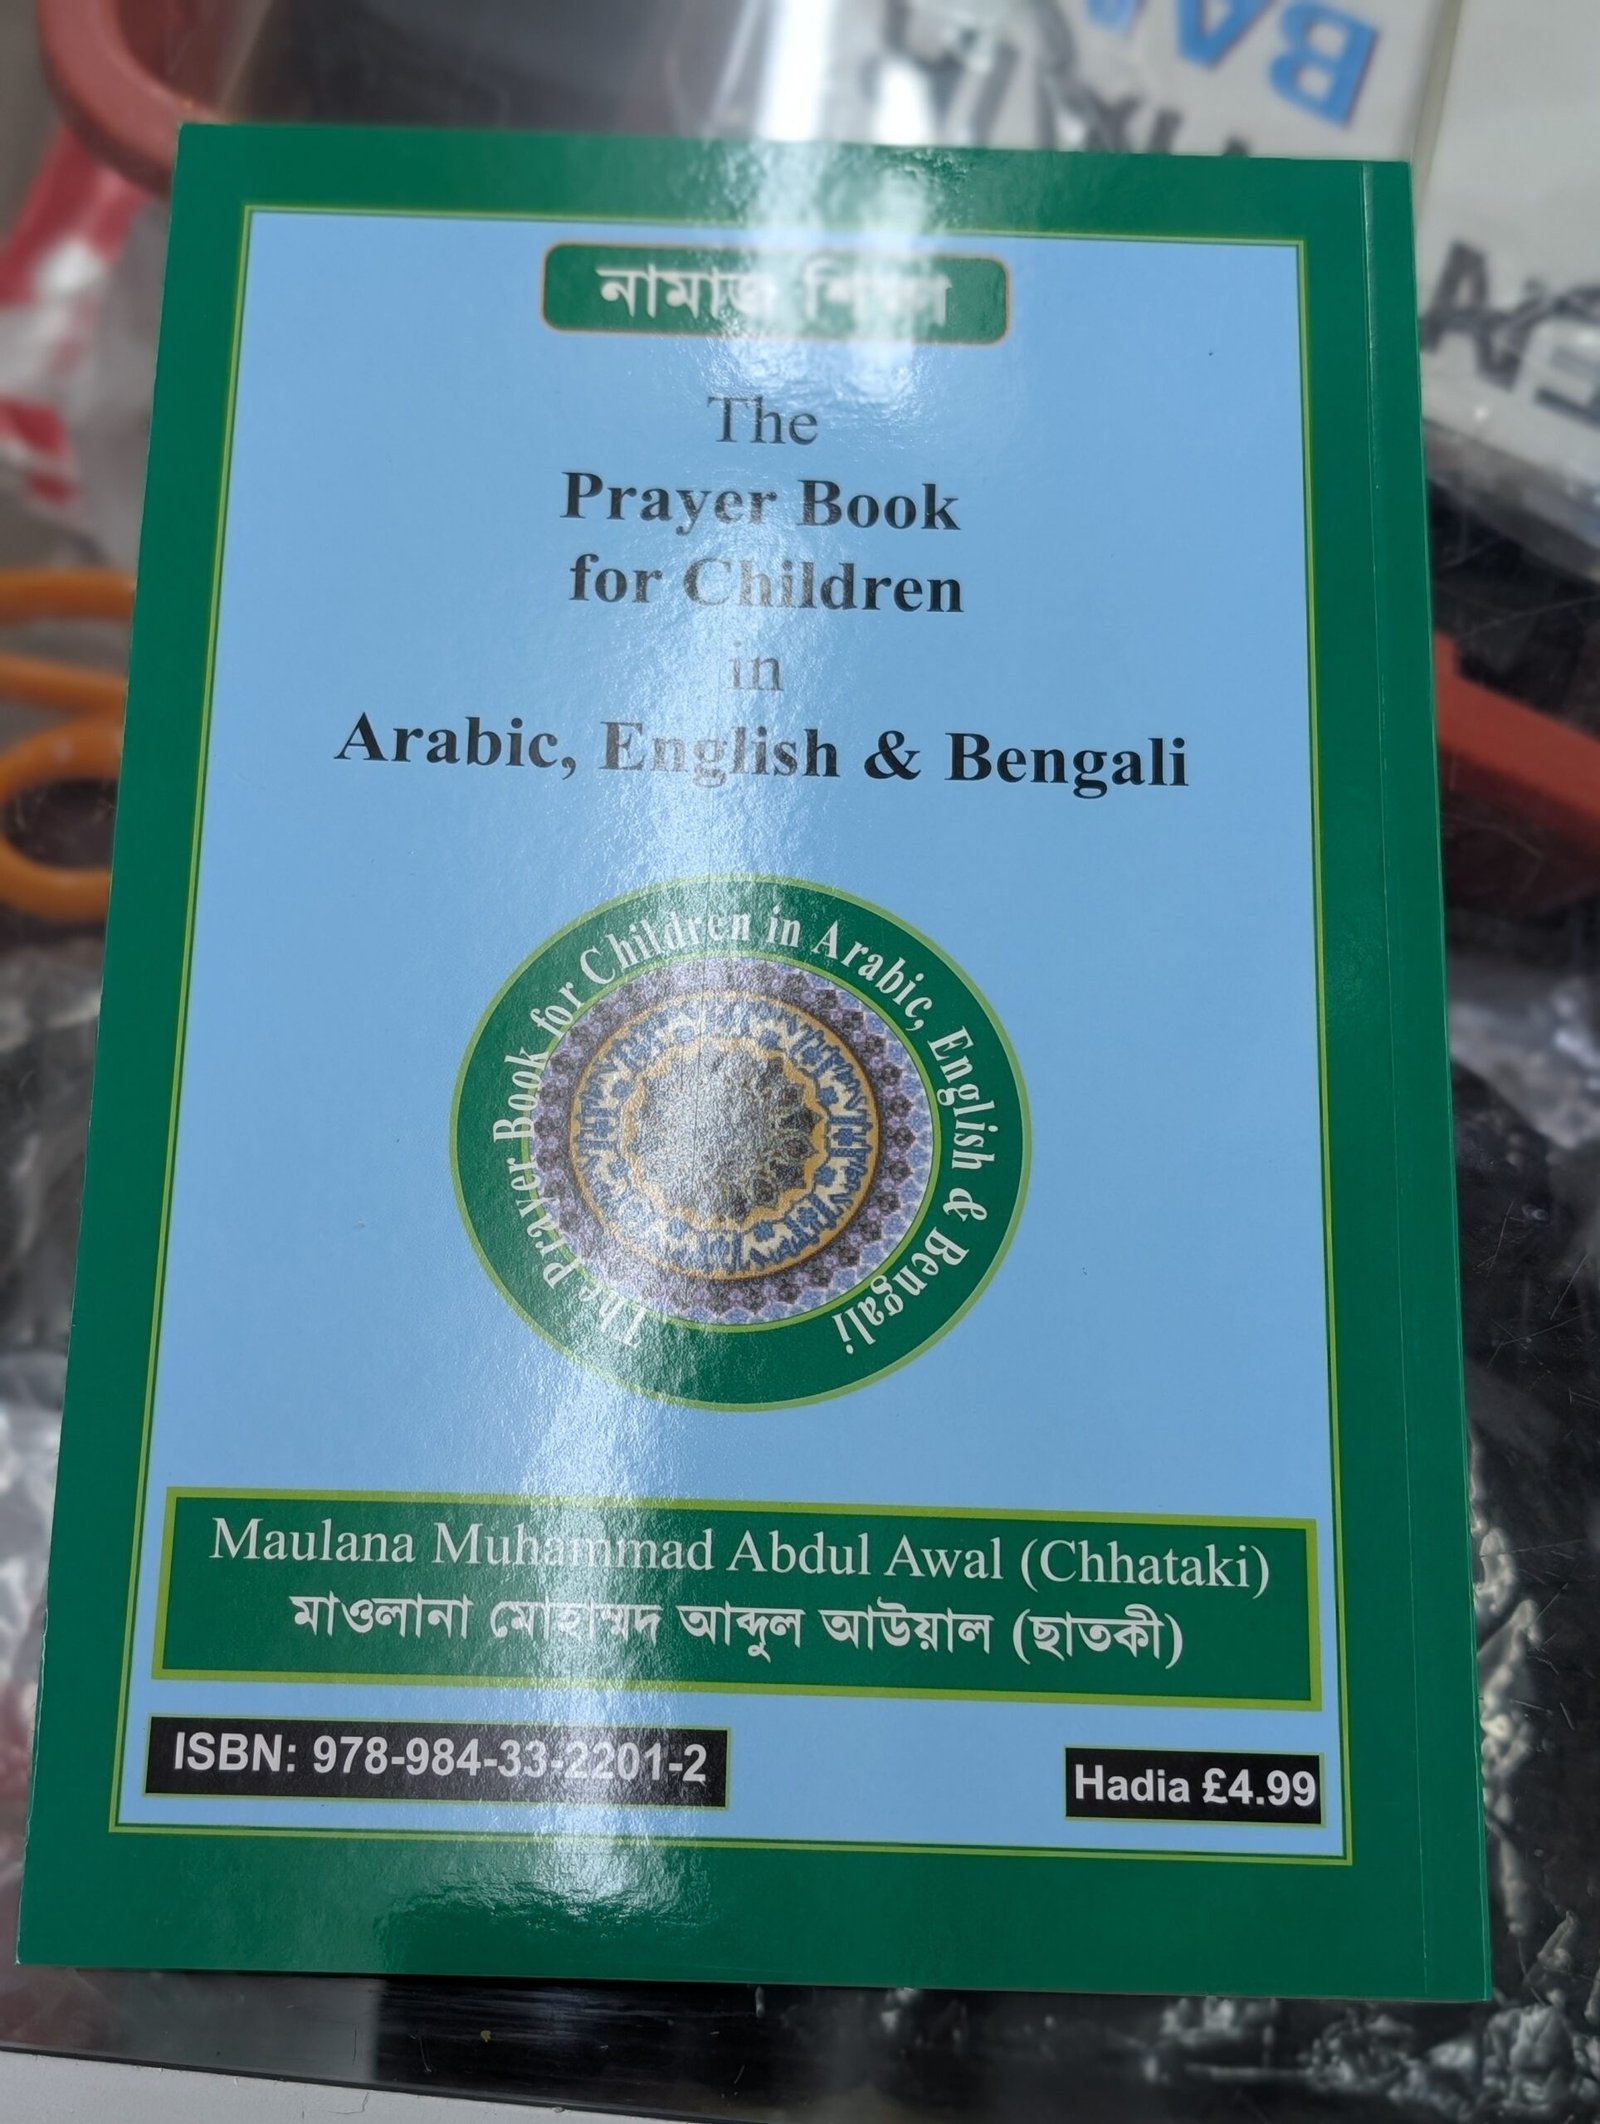 নামাজ শিক্ষা
The
Prayer Book
for Children
in
Arabic, English & Bengali
The Prayer Book for Children in Arabic, English & Bengali
Maulana Muhammad Abdul Awal (Chhataki)
মাওলানা মোহাম্মদ আব্দুল আউয়াল (ছাতকী)
ISBN: 978-984-33-2201-2
Hadia £4.99